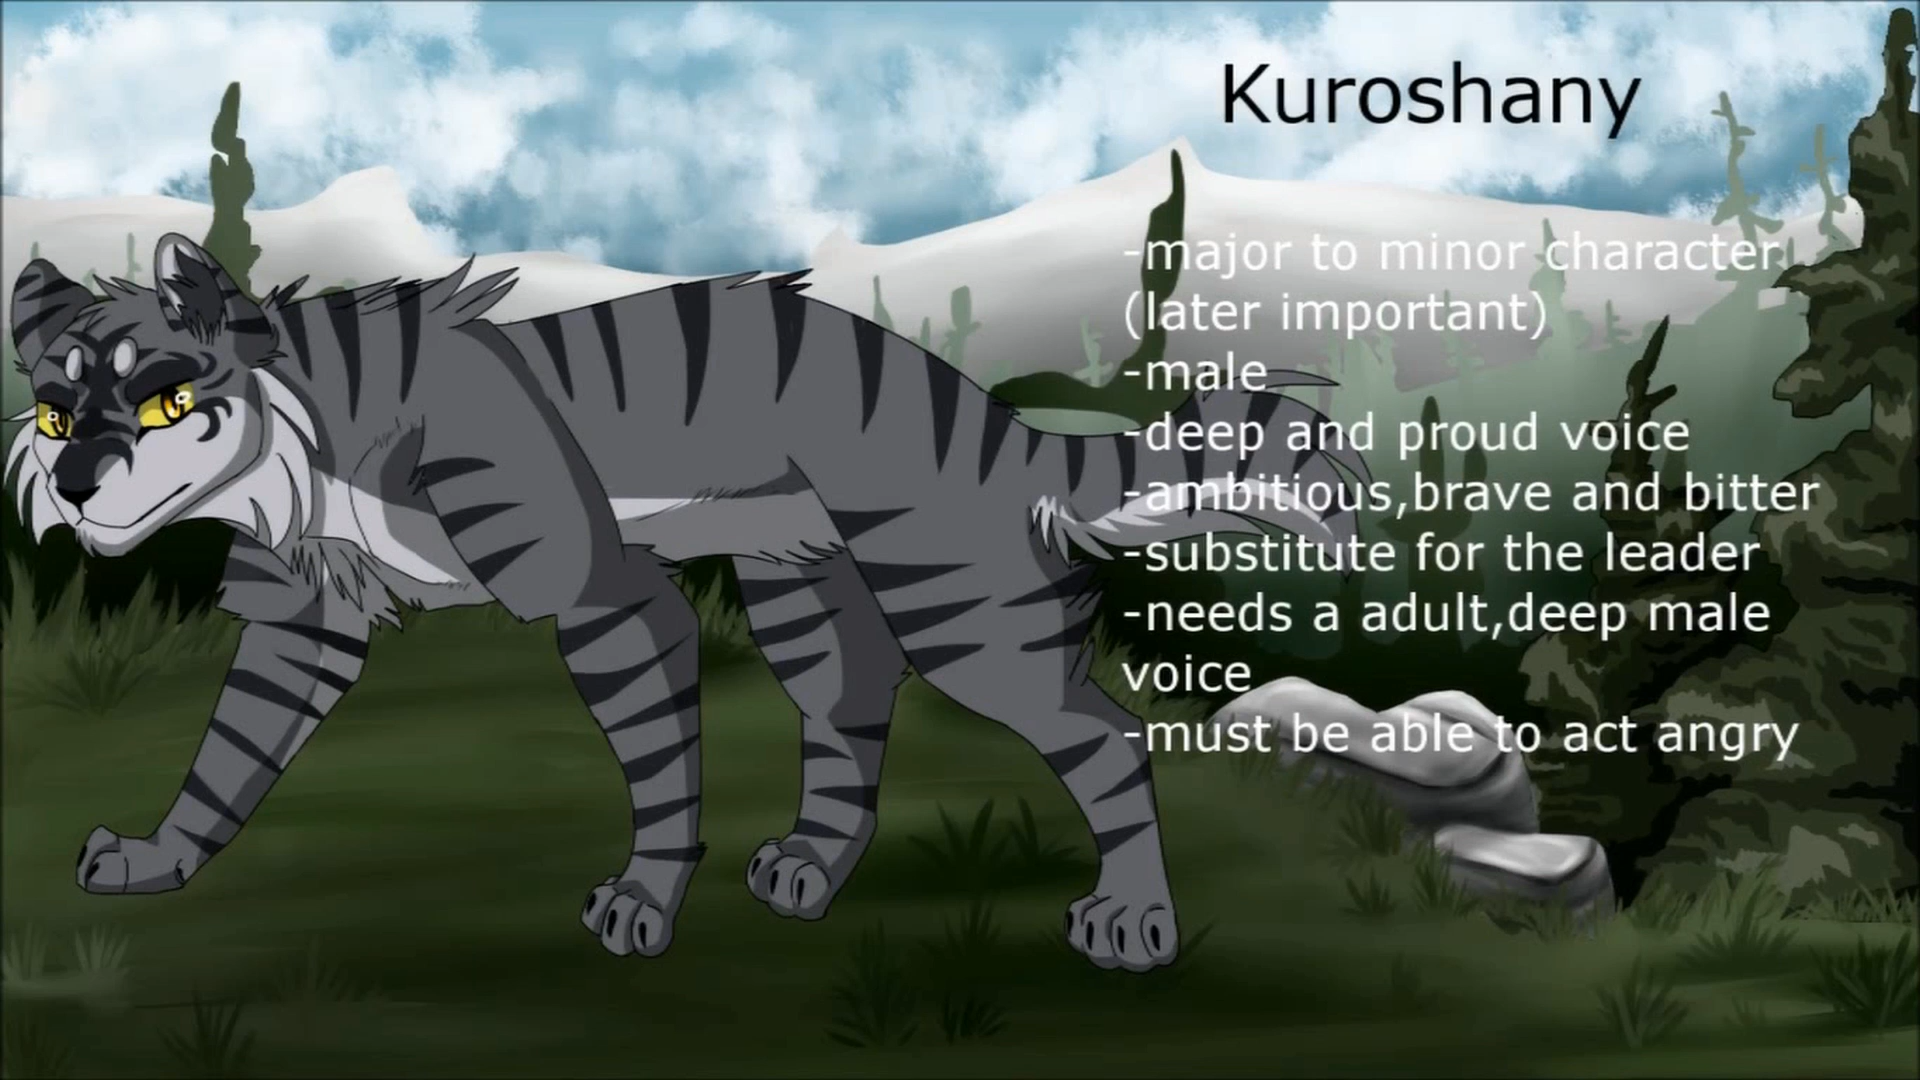 Kuroshany
-major to minor character
(later important)
-male
-deep and proud voice
-ambitious,brave and bitter
-substitute for the leader
-needs a adult,deep male
voice
-must be able to act angry